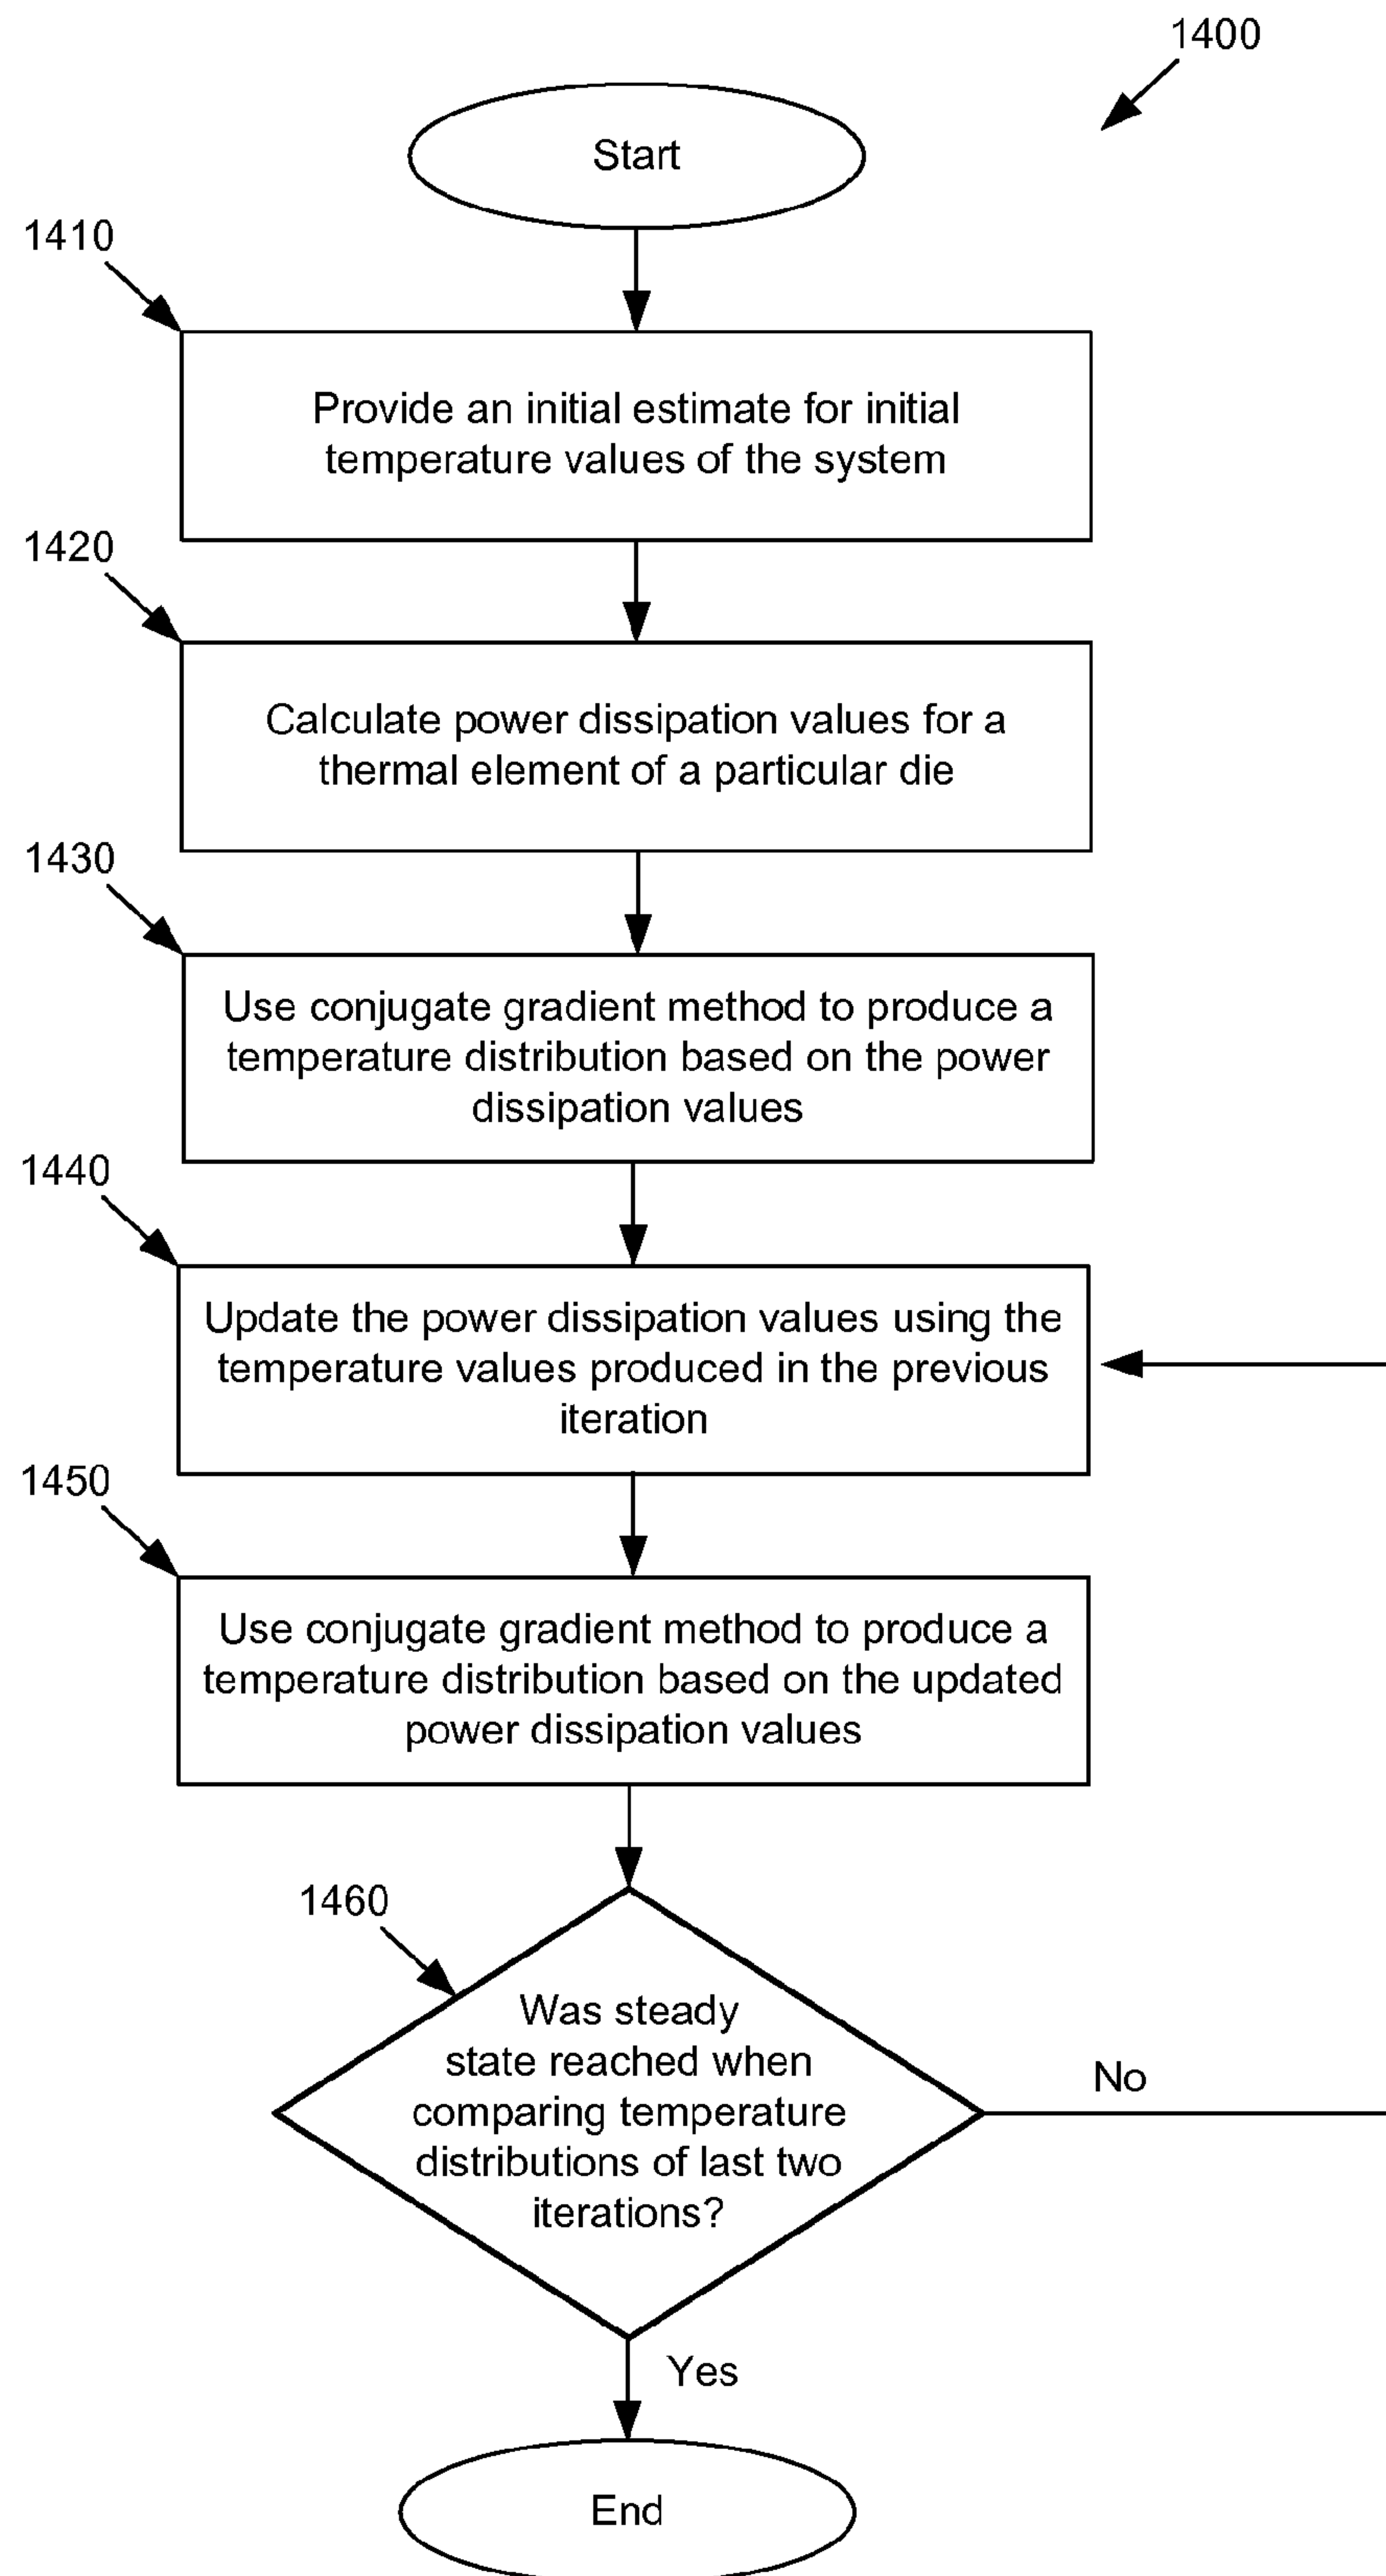 1400
Start
1410
Provide an initial estimate for initial
temperature values of the system
1420
Calculate power dissipation values for a
thermal element of a particular die
1430
Use conjugate gradient method to produce a
temperature distribution based on the power
dissipation values
1440
Update the power dissipation values using the
temperature values produced in the previous
iteration
1450
Use conjugate gradient method to produce a
temperature distribution based on the updated
power dissipation values
1460
Was steady
state reached when
comparing temperature
distributions of last two
iterations?
No
Yes
End